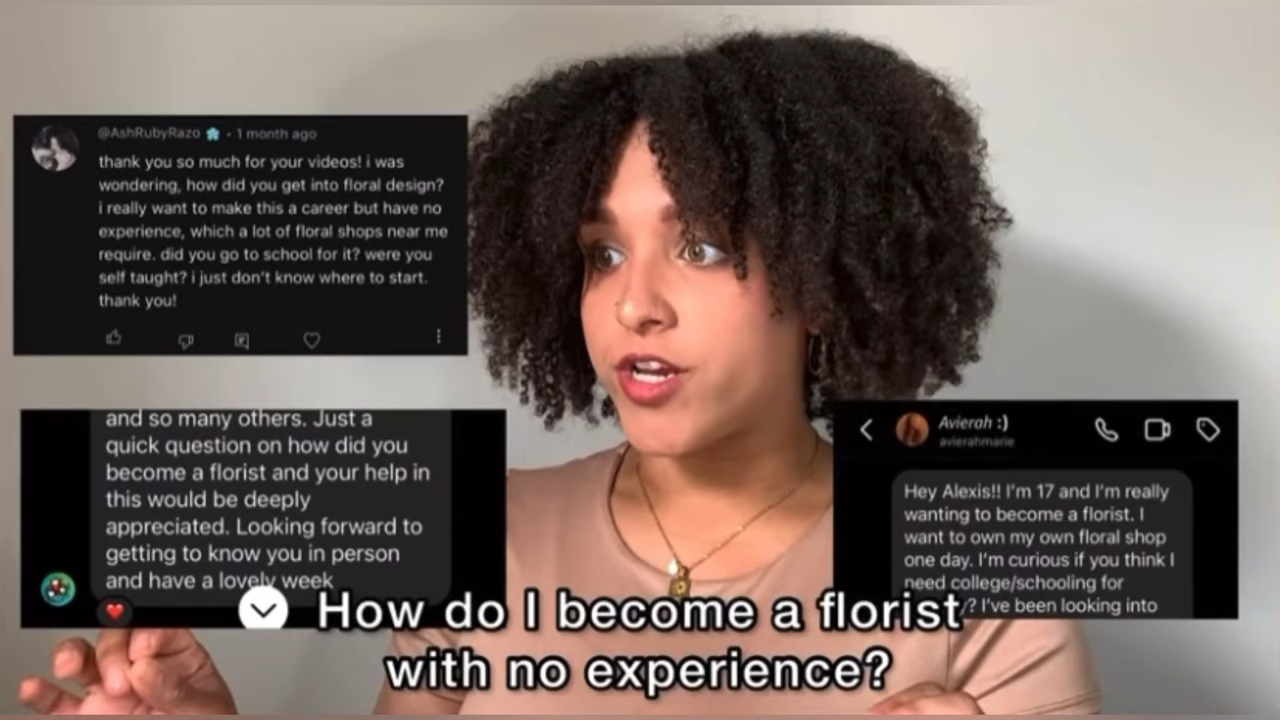 @AshRubyRazo · 1 month ago
thank you so much for your videos! i was
wondering, how did you get into floral design?
i really want to make this a career but have no
experience, which a lot of floral shops near me
require. did you go to school for it? were you
self taught? i just don't know where to start.
thank you!
and so many others. Just a
quick question on how did you
become a florist and your help in
this would be deeply
appreciated. Looking forward to
getting to know you in person
and have a lovely week
Avierah :)
avierahmarie
Hey Alexis!! I'm 17 and I'm really
wanting to become a florist. I
want to own my own floral shop
one day. I'm curious if you think I
need college/schooling for
? I've been looking into
How do I become a florist
with no experience?